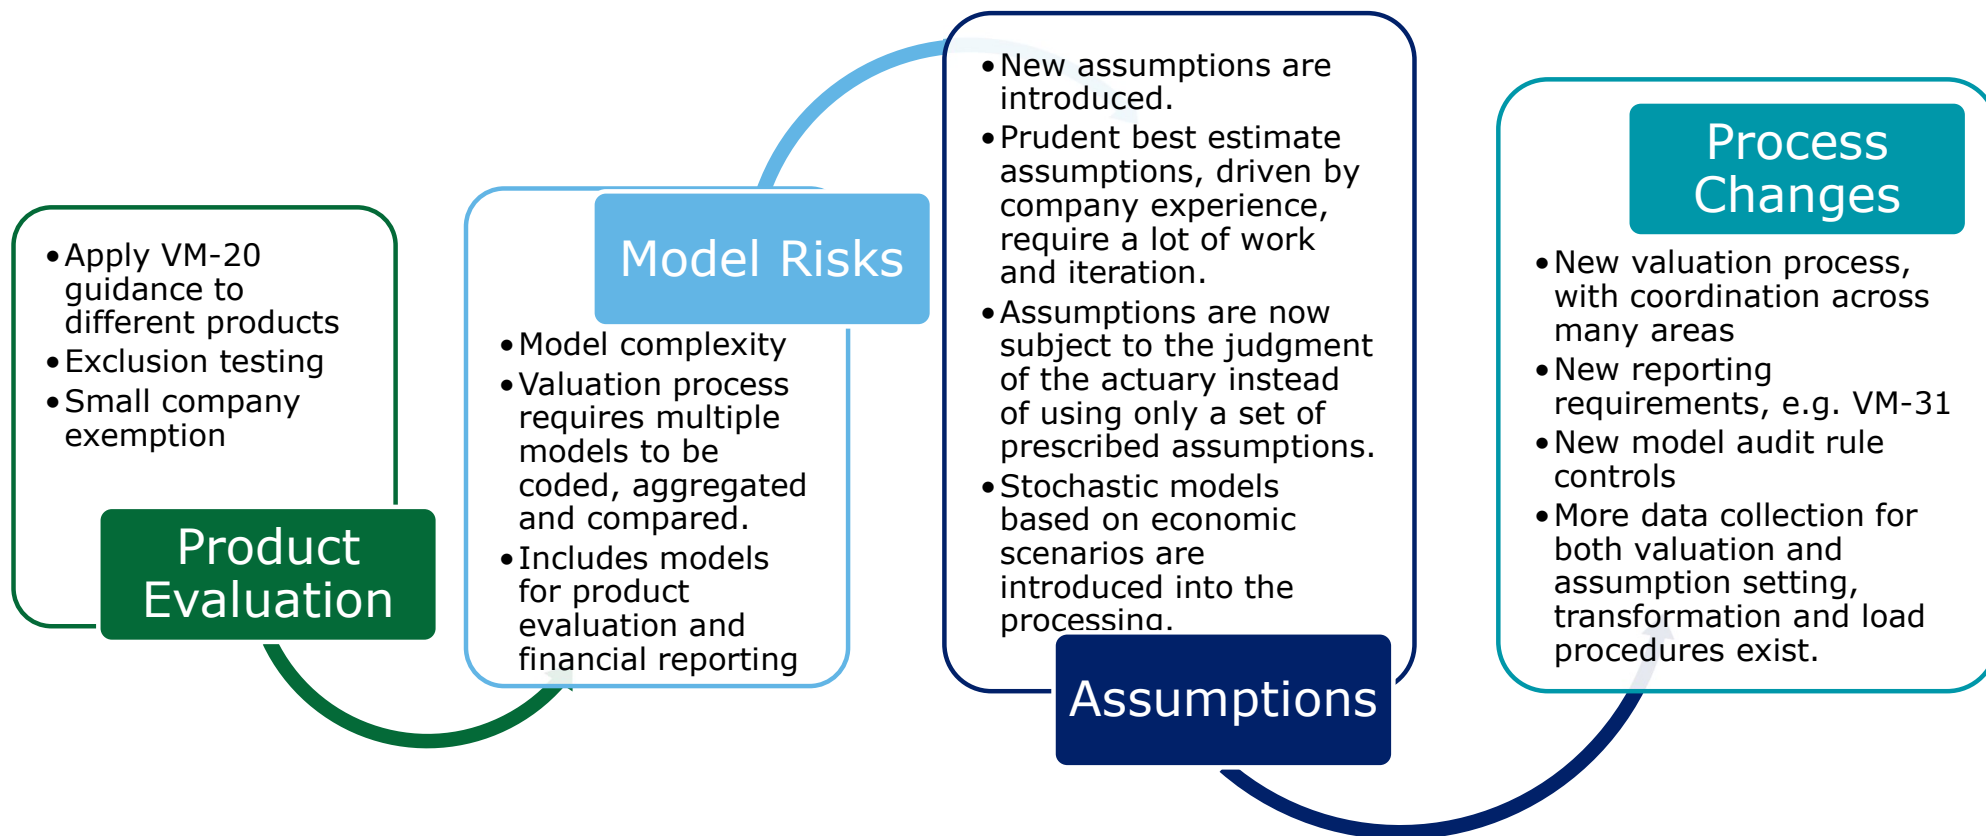 •Apply VM-20
guidance to
different products
•Exclusion testing
•Small company
exemption
Product
Evaluation
Model Risks
•Model complexity
•Valuation process
requires multiple
models to be
coded, aggregated
and compared.
•Includes models
for product
evaluation and
financial reporting
•New assumptions are
introduced.
•Prudent best estimate
assumptions, driven by
company experience,
require a lot of work
and iteration.
•Assumptions are now
subject to the judgment
of the actuary instead
of using only a set of
prescribed assumptions.
•Stochastic models
based on economic
scenarios are
introduced into the
processing.
Assumptions
Process
Changes
•New valuation process,
with coordination across
many areas
•New reporting
requirements, e.g. VM-31
•New model audit rule
controls
•More data collection for
both valuation and
assumption setting,
transformation and load
procedures exist.